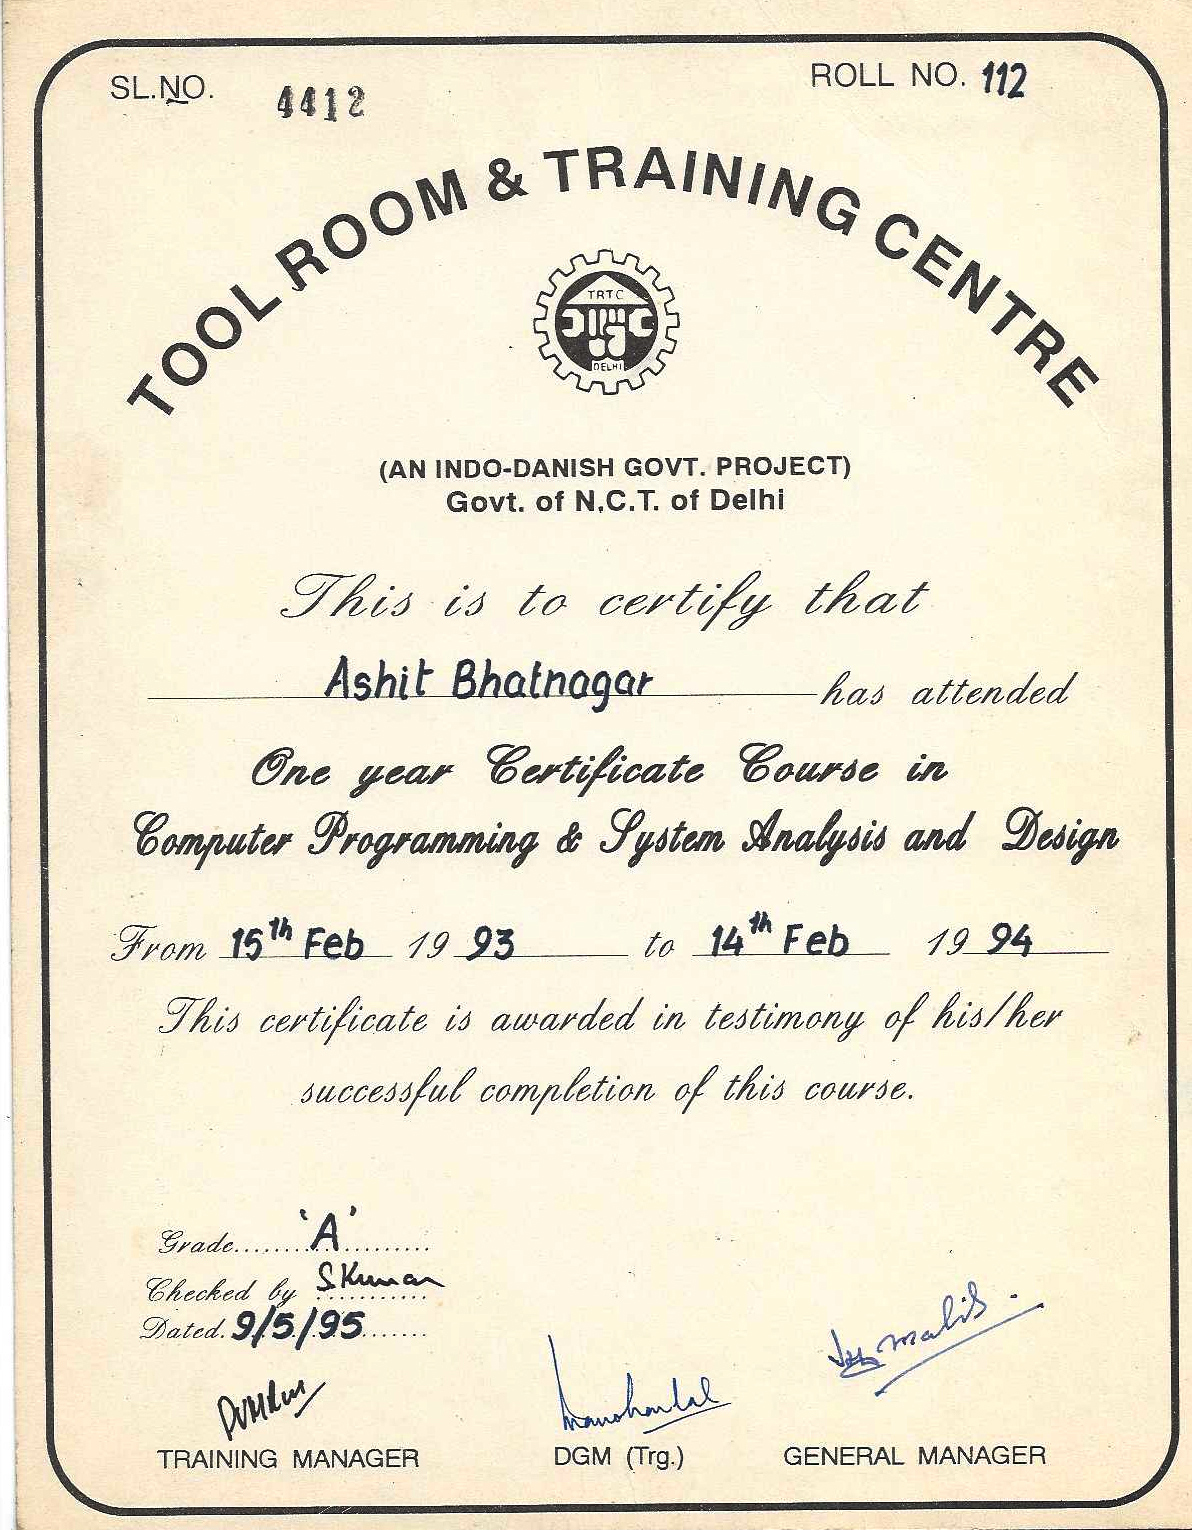 SL.NO. 4412
ROLL NO. 112
TOOL ROOM & TRAINING CENTRE
TRTC
DELHI
(AN INDO-DANISH GOVT. PROJECT)
Govt. of N.C.T. of Delhi
This is to certify that
Ashit Bhatnagar has attended
One year Certificate Course in
Computer Programming & System Analysis and Design
From 15th Feb 1993 to 14th Feb 1994
This certificate is awarded in testimony of his/her
successful completion of this course.
Grade........'A'.........
Checked by SKumar
Dated. 9/5/95.......
Manoharlal
Malik
TRAINING MANAGER
DGM (Trg.)
GENERAL MANAGER